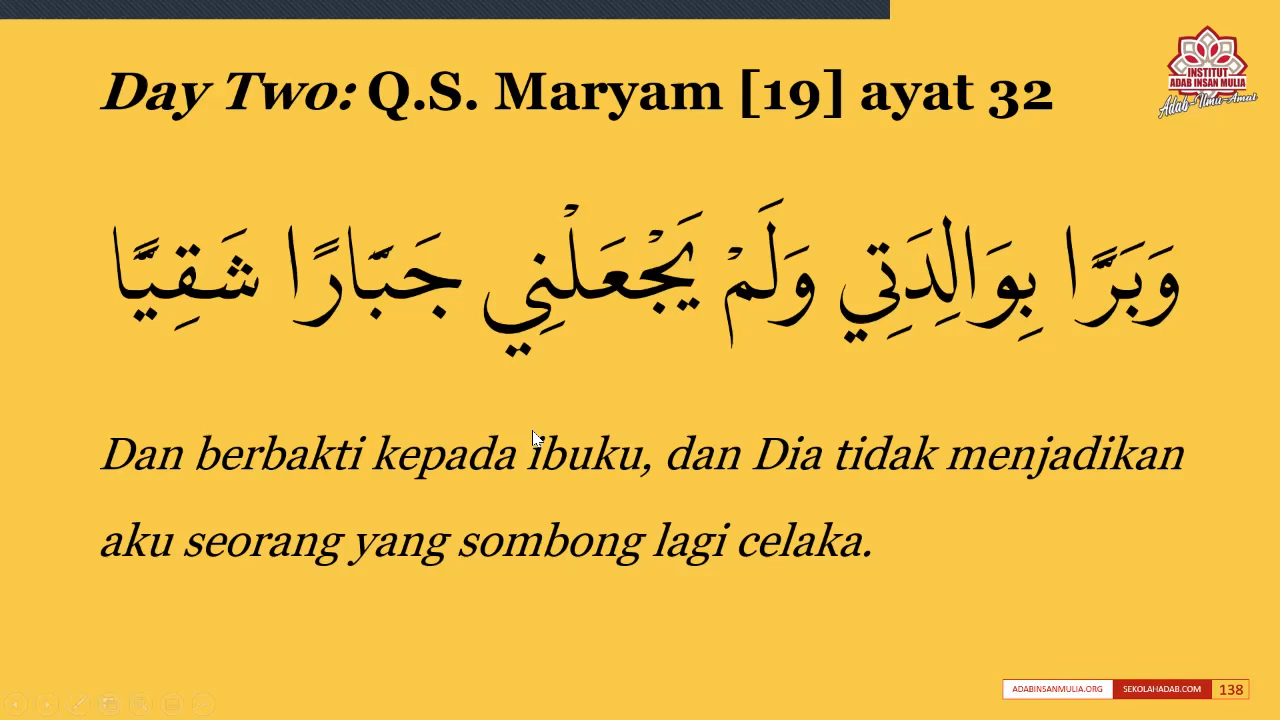 Day Two: Q.S. Maryam [19] ayat 32
INSTITUT
ADAB INSAN MULIA
Adab-Ilmu-Amal
وَبَرًّا بِوَالِدَتِي وَلَمْ يَجْعَلْنِي جَبَّارًا شَقِيًّا
Dan berbakti kepada ibuku, dan Dia tidak menjadikan
aku seorang yang sombong lagi celaka.
ADABINSANMULIA.ORG SEKOLAHADAB.COM 138